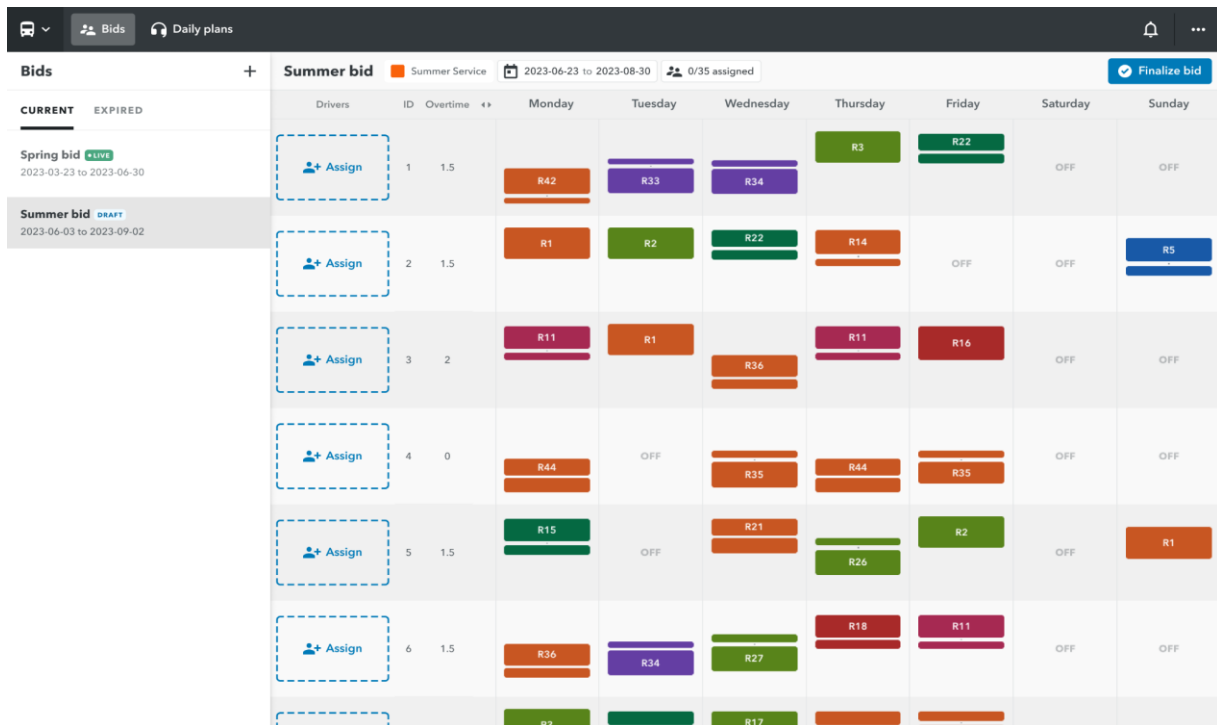 Bids Daily plans
Bids +
CURRENT EXPIRED
Spring bid LIVE
2023-03-23 to 2023-06-30
Summer bid DRAFT
2023-06-03 to 2023-09-02
Summer bid Summer Service 2023-06-23 to 2023-08-30 0/35 assigned Finalize bid
Drivers ID Overtime Monday Tuesday Wednesday Thursday Friday Saturday Sunday
Assign 1 1.5 R42 R33 R34 R3 R22 OFF OFF
Assign 2 1.5 R1 R2 R22 R14 OFF OFF R5
Assign 3 2 R11 R1 R36 R11 R16 OFF OFF
Assign 4 0 R44 OFF R35 R44 R35 OFF OFF
Assign 5 1.5 R15 OFF R21 R26 R2 OFF R1
Assign 6 1.5 R36 R34 R27 R18 R11 OFF OFF
R17